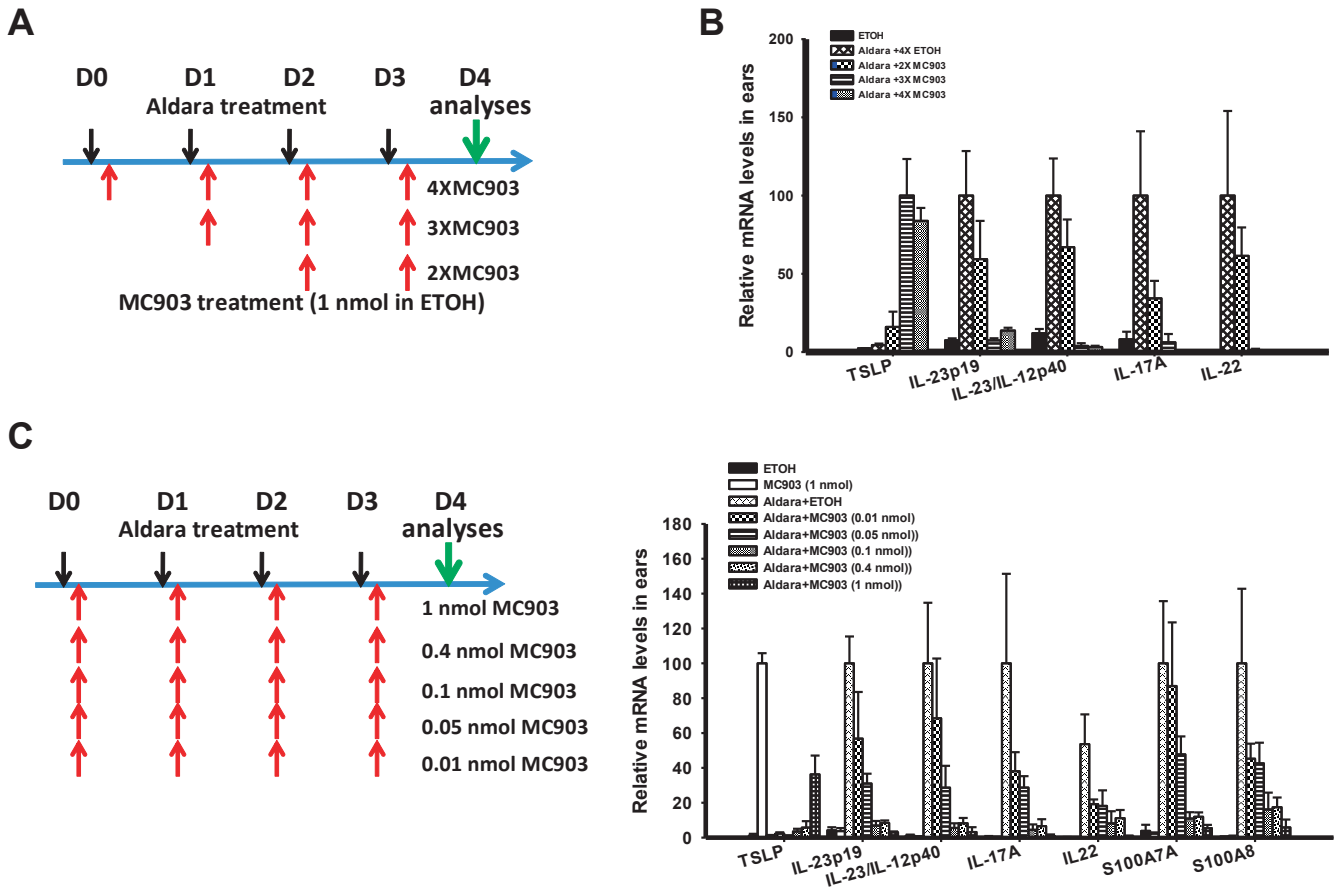 A
D0 D1 D2 D3 D4
Aldara treatment analyses
4XMC903
3XMC903
2XMC903
MC903 treatment (1 nmol in ETOH)
B
ETOH
Aldara +4X ETOH
Aldara +2X MC903
Aldara +3X MC903
Aldara +4X MC903
Relative mRNA levels in ears
200
150
100
50
0
TSLP IL-23p19 IL-23/IL-12p40 IL-17A IL-22
C
D0 D1 D2 D3 D4
Aldara treatment analyses
1 nmol MC903
0.4 nmol MC903
0.1 nmol MC903
0.05 nmol MC903
0.01 nmol MC903
ETOH
MC903 (1 nmol)
Aldara+ETOH
Aldara+MC903 (0.01 nmol)
Aldara+MC903 (0.05 nmol))
Aldara+MC903 (0.1 nmol))
Aldara+MC903 (0.4 nmol))
Aldara+MC903 (1 nmol))
Relative mRNA levels in ears
180
160
140
120
100
80
60
40
20
0
TSLP IL-23p19 IL-23/IL-12p40 IL-17A IL22 S100A7A S100A8